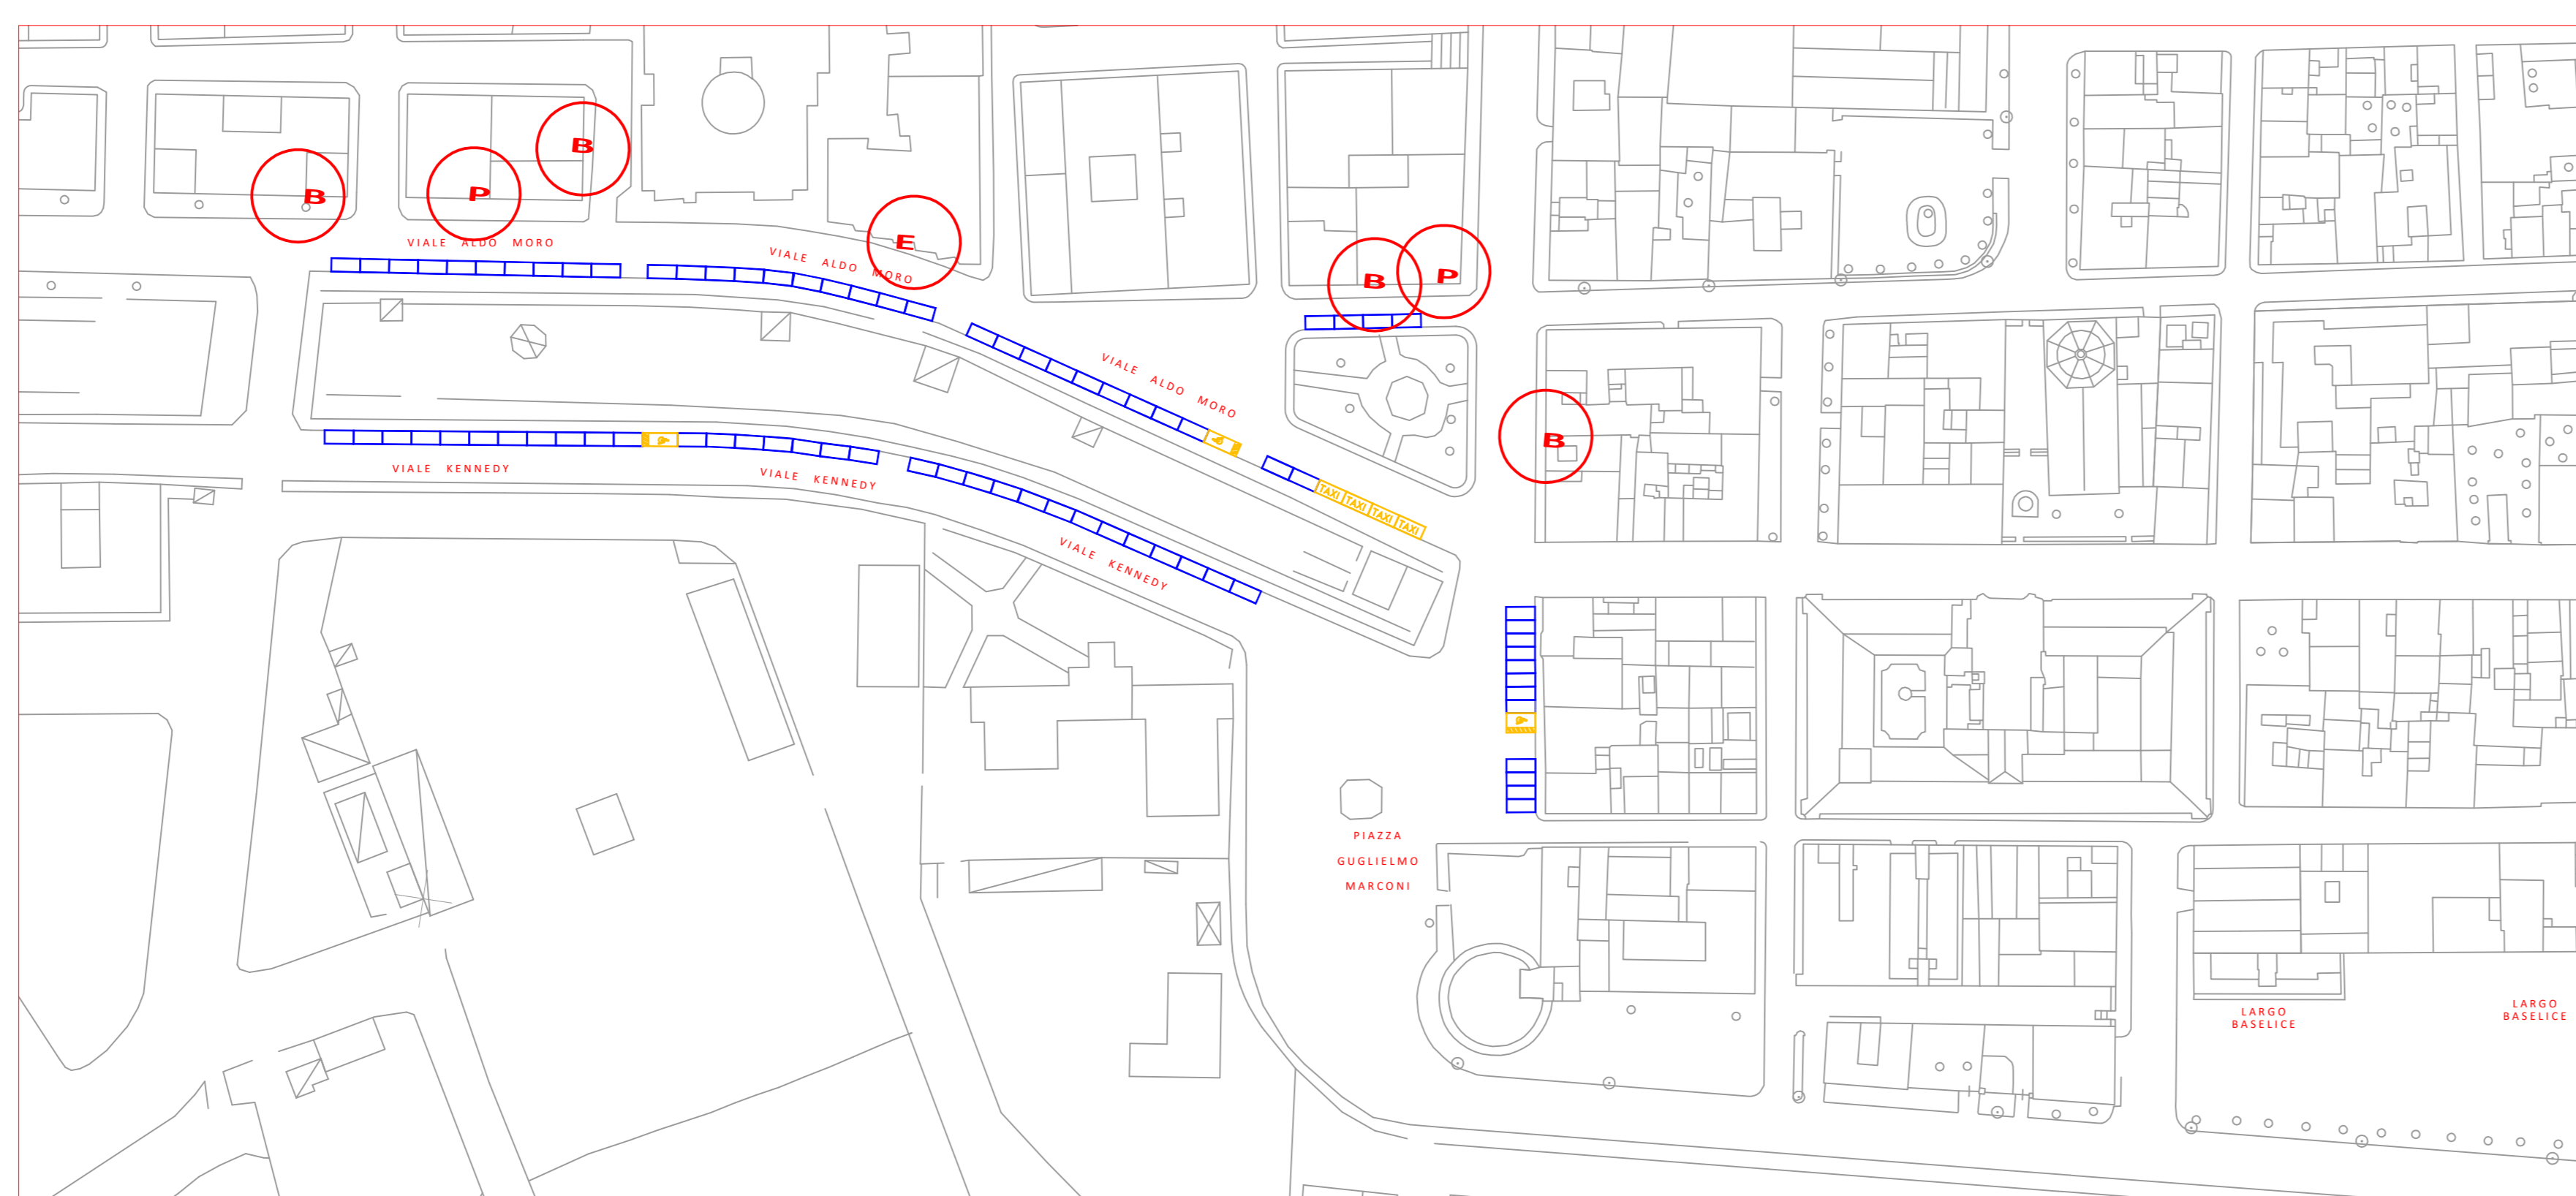 B
P
B
E
B
P
B
VIALE ALDO MORO
VIALE ALDO MORO
VIALE ALDO MORO
VIALE KENNEDY
VIALE KENNEDY
VIALE KENNEDY
TAXI TAXI TAXI TAXI
PIAZZA
GUGLIELMO
MARCONI
LARGO
BASELICE
LARGO
BASELICE